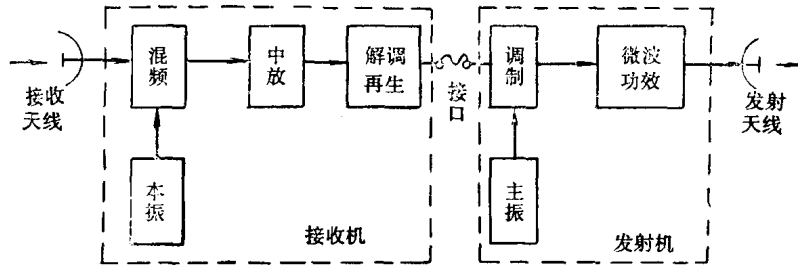 接收
天线
混
频
中
放
解调
再生
接
口
调
制
微波
功效
发射
天线
本
振
接收机
主
振
发射机